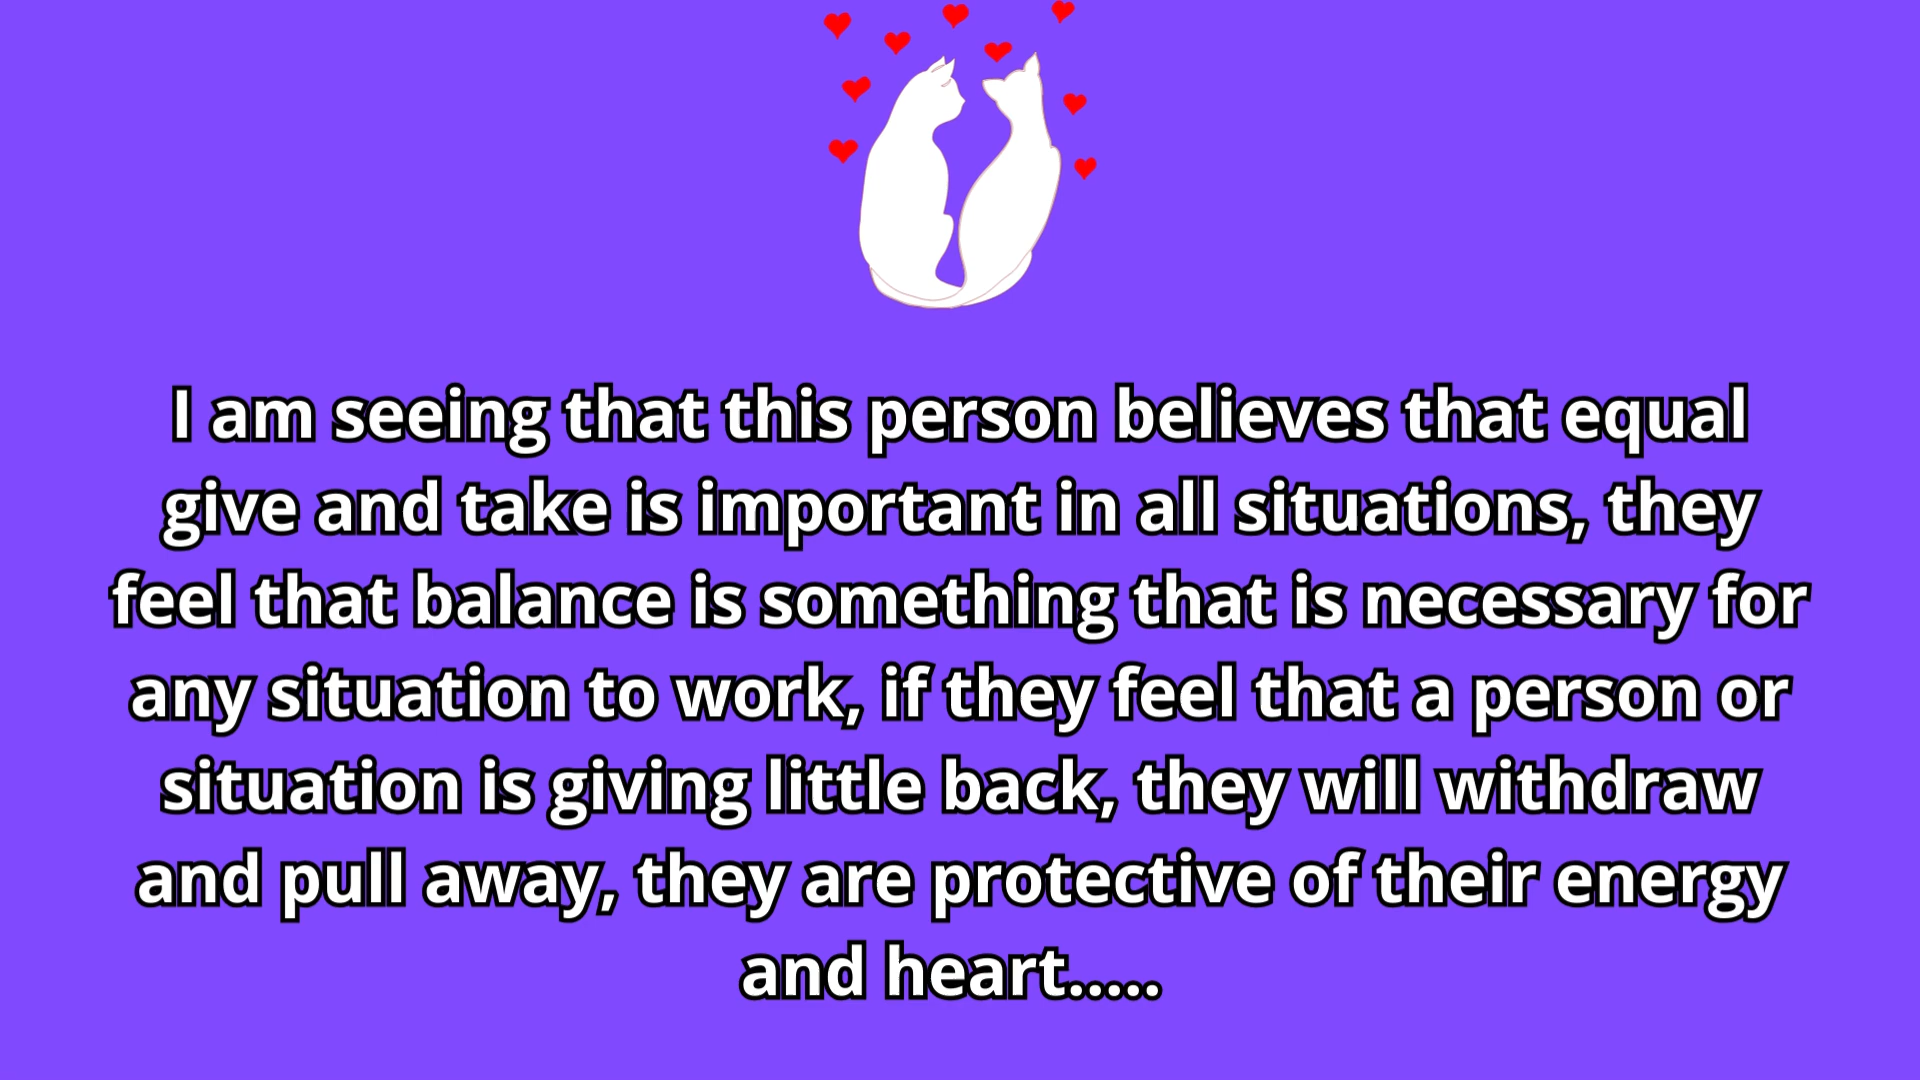 I am seeing that this person believes that equal
give and take is important in all situations, they
feel that balance is something that is necessary for
any situation to work, if they feel that a person or
situation is giving little back, they will withdraw
and pull away, they are protective of their energy
and heart.....